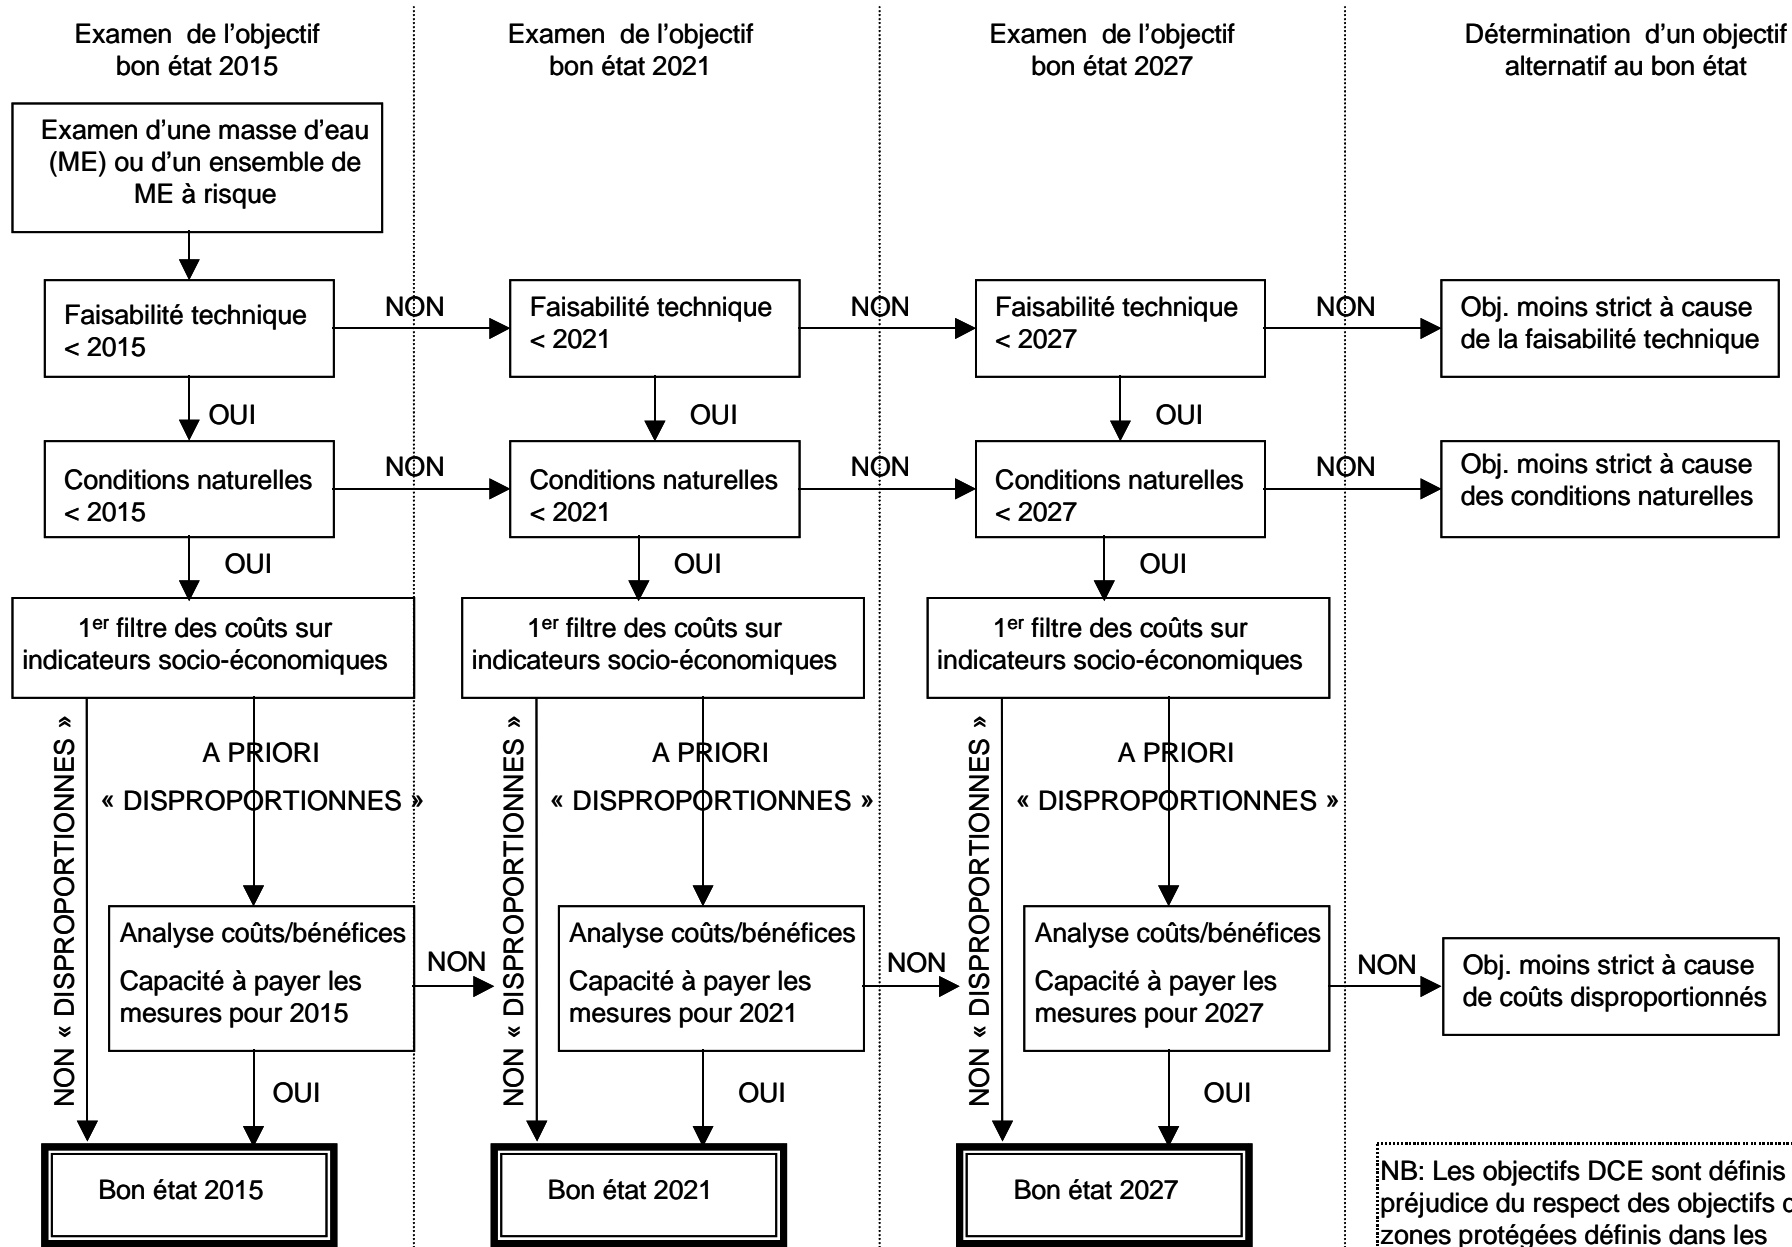 Examen de l'objectif
bon état 2015
Examen de l'objectif
bon état 2021
Examen de l'objectif
bon état 2027
Détermination d'un objectif
alternatif au bon état
Examen d'une masse d'eau
(ME) ou d'un ensemble de
ME à risque
Faisabilité technique
< 2015
NON
Faisabilité technique
< 2021
NON
Faisabilité technique
< 2027
NON
Obj. moins strict à cause
de la faisabilité technique
OUI
OUI
OUI
Conditions naturelles
< 2015
NON
Conditions naturelles
< 2021
NON
Conditions naturelles
< 2027
NON
Obj. moins strict à cause
des conditions naturelles
OUI
OUI
OUI
1er filtre des coûts sur
indicateurs socio-économiques
1er filtre des coûts sur
indicateurs socio-économiques
1er filtre des coûts sur
indicateurs socio-économiques
NON « DISPROPORTIONNES »
A PRIORI
« DISPROPORTIONNES »
NON « DISPROPORTIONNES »
A PRIORI
« DISPROPORTIONNES »
NON « DISPROPORTIONNES »
A PRIORI
« DISPROPORTIONNES »
Analyse coûts/bénéfices
Capacité à payer les
mesures pour 2015
NON
Analyse coûts/bénéfices
Capacité à payer les
mesures pour 2021
NON
Analyse coûts/bénéfices
Capacité à payer les
mesures pour 2027
NON
Obj. moins strict à cause
de coûts disproportionnés
OUI
OUI
OUI
Bon état 2015
Bon état 2021
Bon état 2027
NB: Les objectifs DCE sont définis
préjudice du respect des objectifs
zones protégées définis dans les